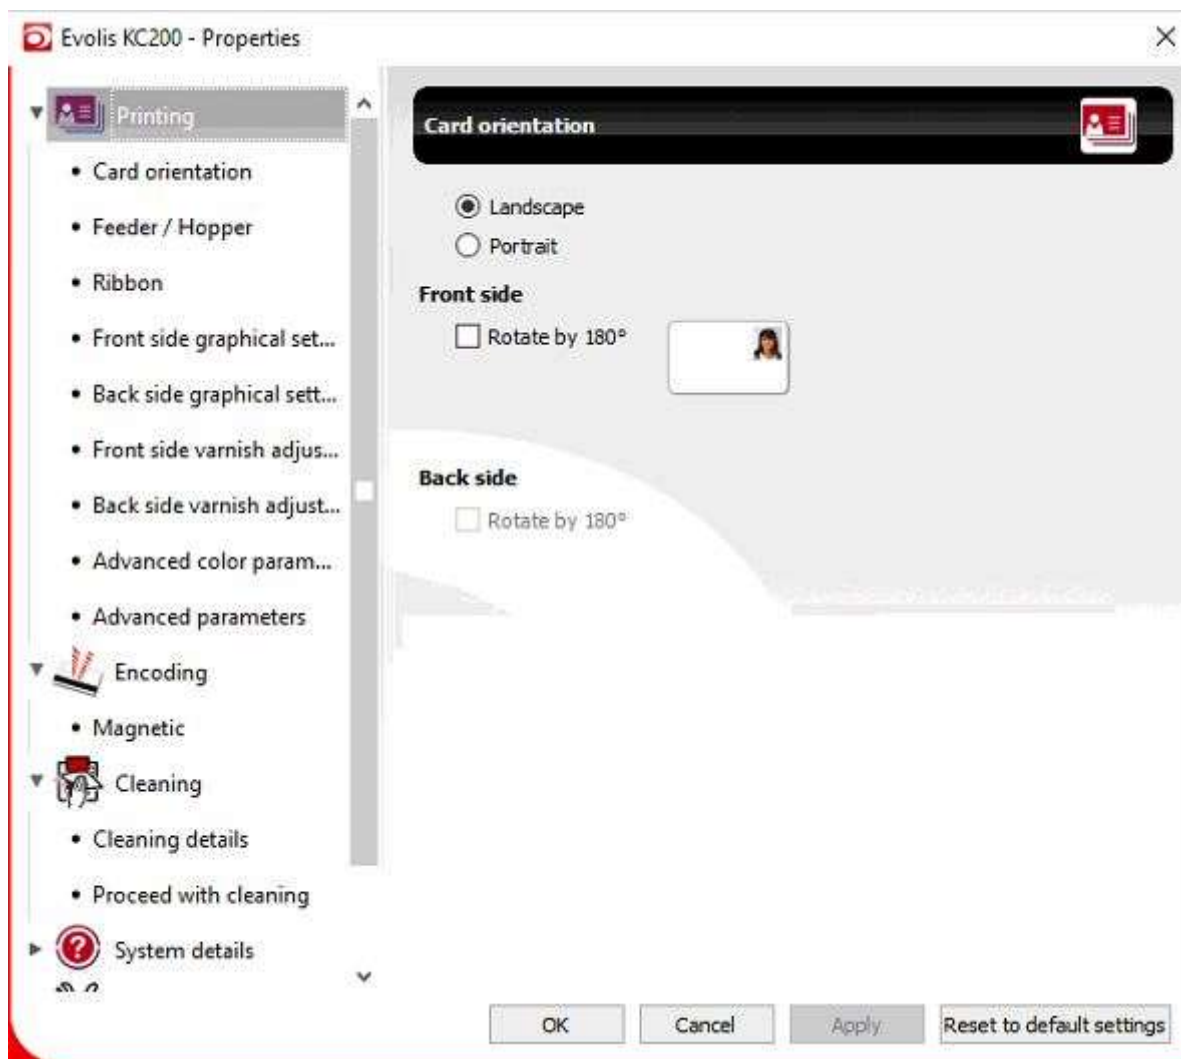 Evolis KC200 - Properties
Printing
Card orientation
Feeder / Hopper
Ribbon
Front side graphical set...
Back side graphical sett...
Front side varnish adjus...
Back side varnish adjust...
Advanced color param...
Advanced parameters
Encoding
Magnetic
Cleaning
Cleaning details
Proceed with cleaning
System details
Card orientation
Landscape
Portrait
Front side
Rotate by 180°
Back side
Rotate by 180°
OK
Cancel
Apply
Reset to default settings